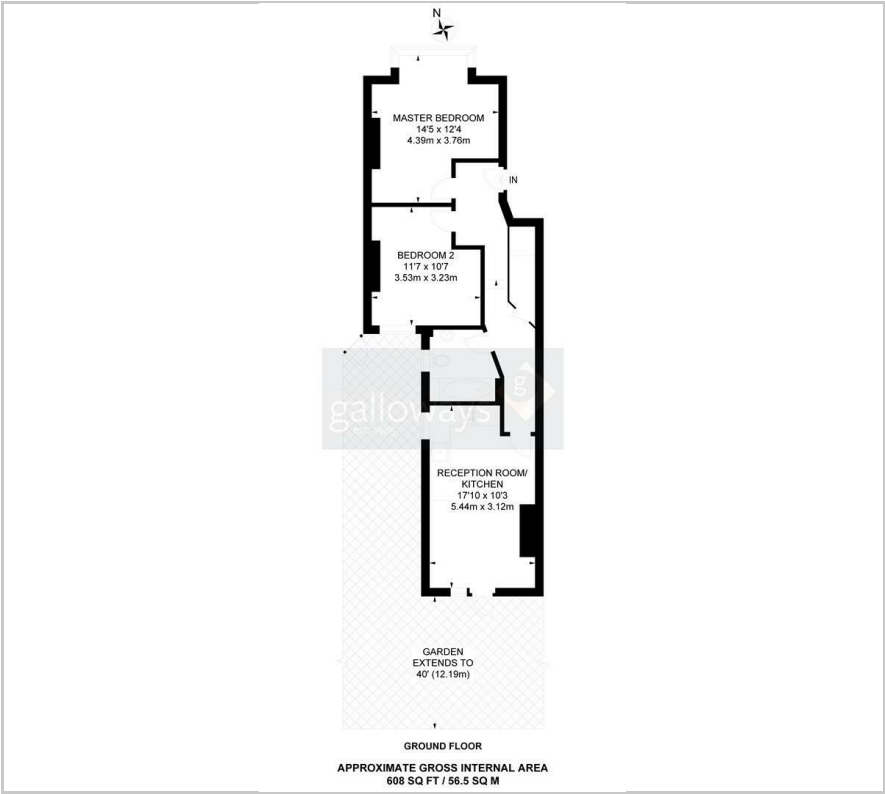 N
MASTER BEDROOM
14'5 x 12'4
4.39m x 3.76m
IN
BEDROOM 2
11'7 x 10'7
3.53m x 3.23m
galloways
g
RECEPTION ROOM/
KITCHEN
17'10 x 10'3
5.44m x 3.12m
GARDEN
EXTENDS TO
40' (12.19m)
GROUND FLOOR
APPROXIMATE GROSS INTERNAL AREA
608 SQ FT / 56.5 SQ M